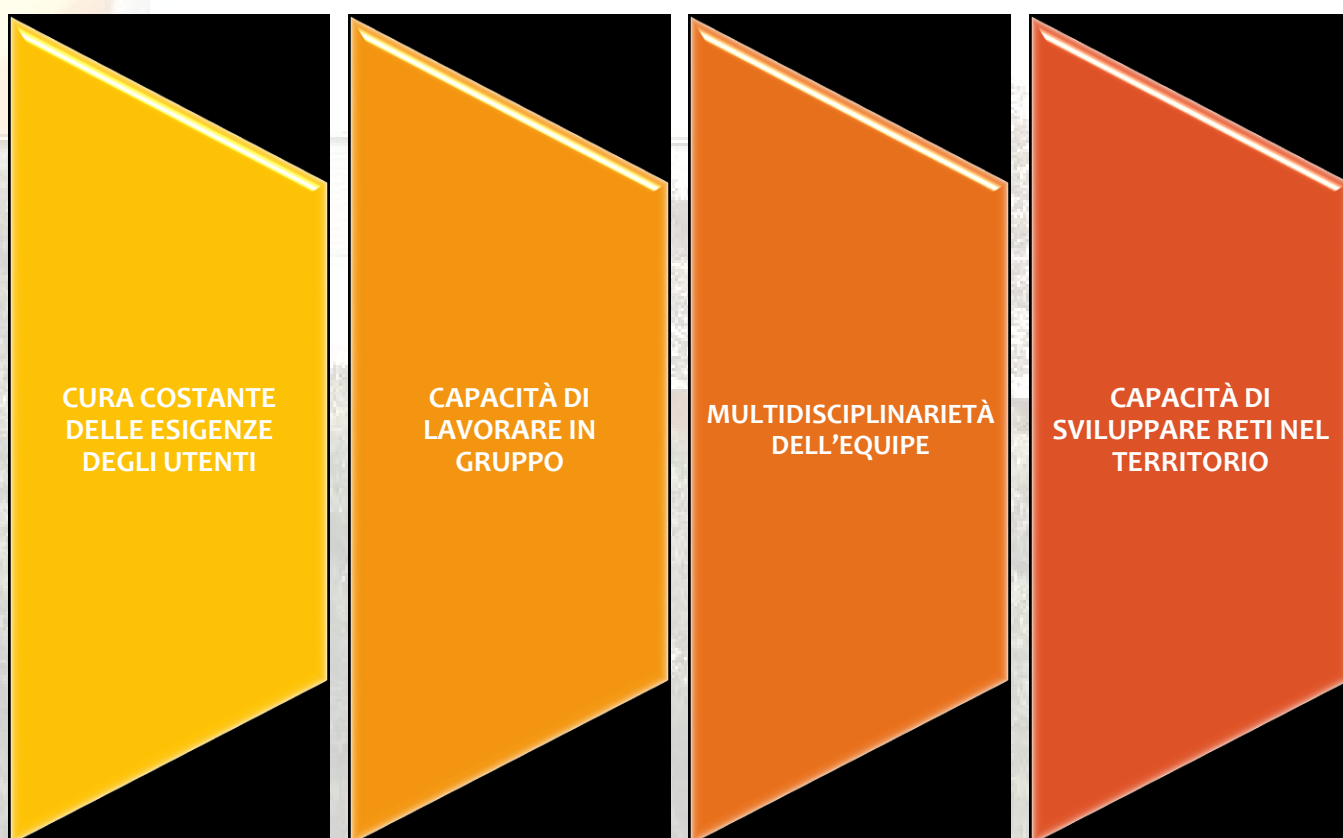 CURA COSTANTE
DELLE ESIGENZE
DEGLI UTENTI
CAPACITÀ DI
LAVORARE IN
GRUPPO
MULTIDISCIPLINARIETÀ
DELL’EQUIPE
CAPACITÀ DI
SVILUPPARE RETI NEL
TERRITORIO